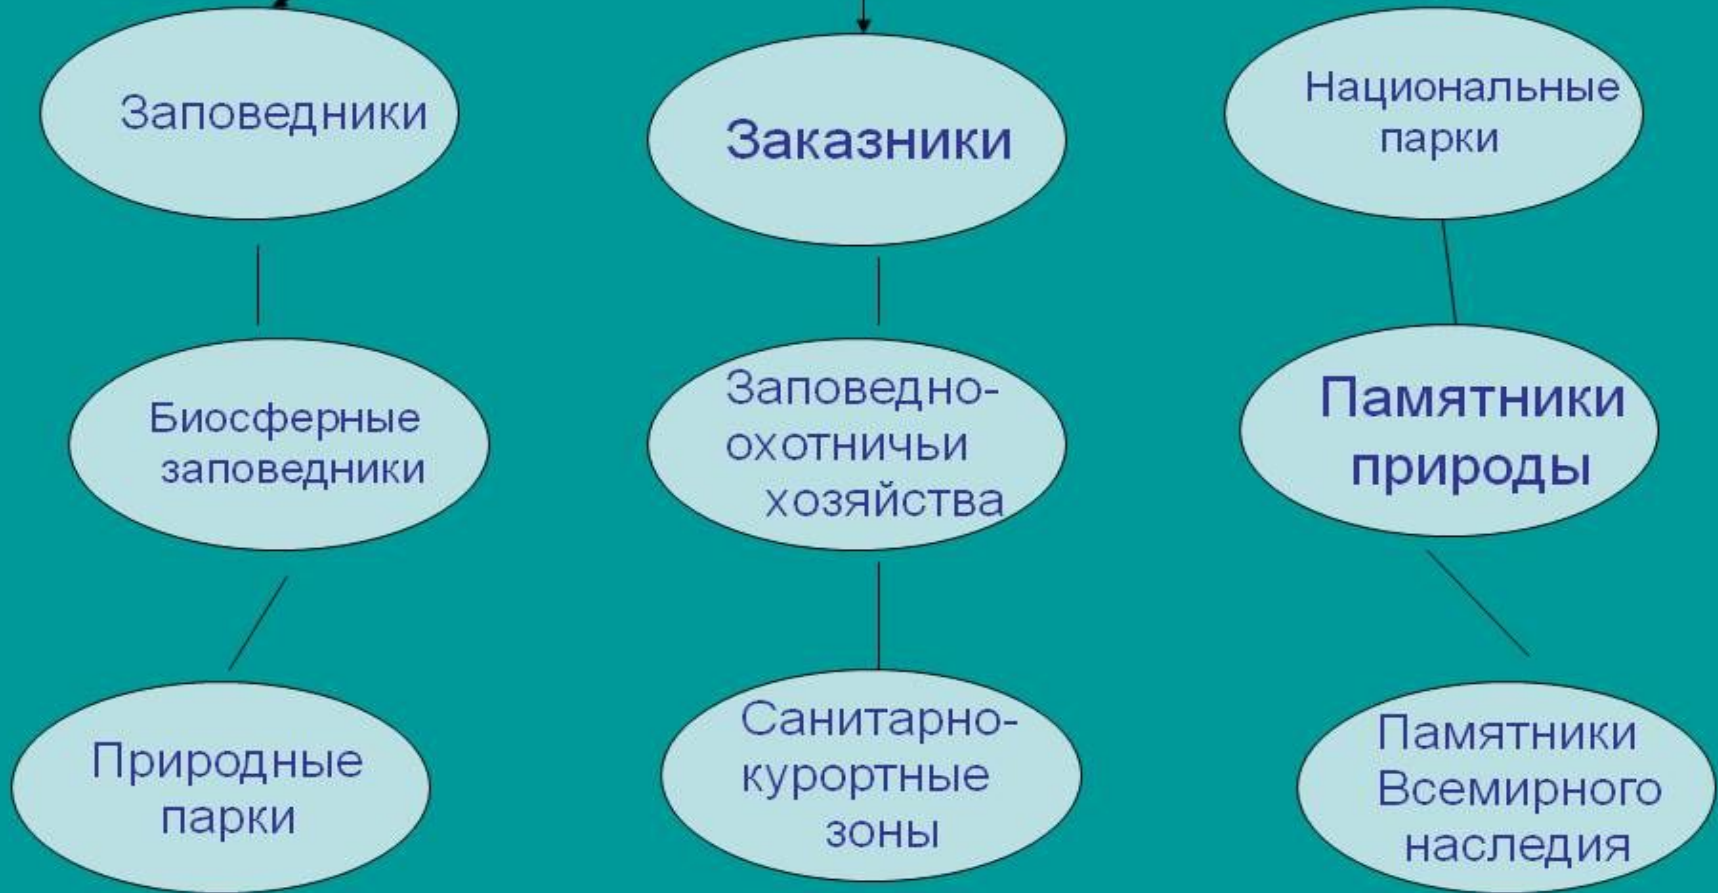 Заповедники
Заказники
Национальные
парки
Биосферные
заповедники
Заповедно-
охотничьи
хозяйства
Памятники
природы
Природные
парки
Санитарно-
курортные
зоны
Памятники
Всемирного
наследия